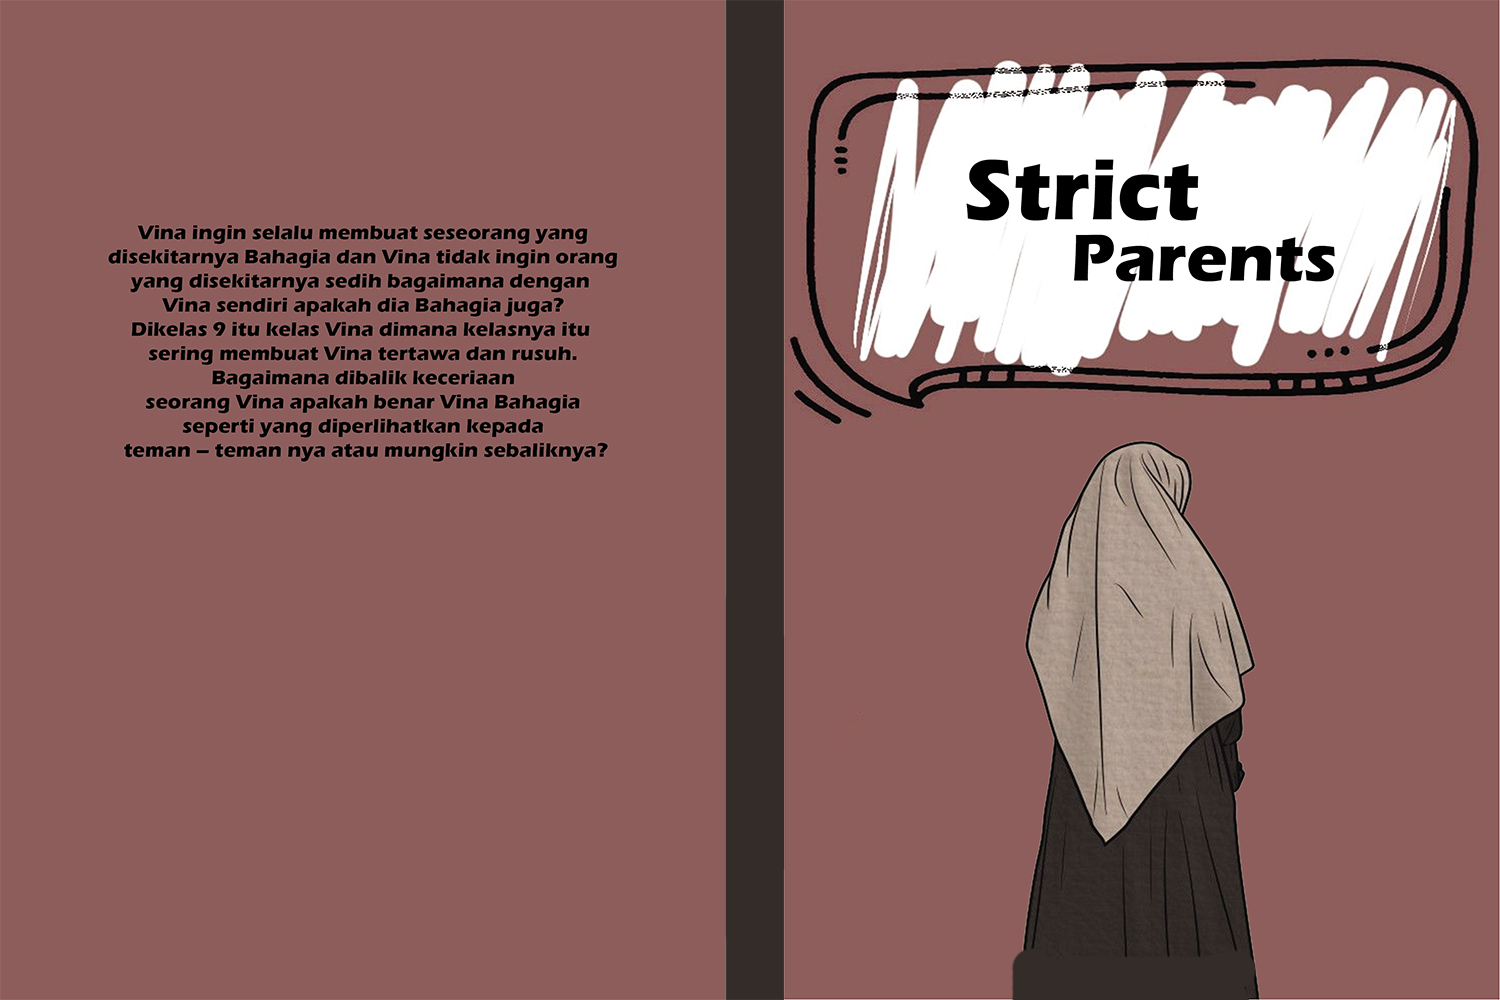 Vina ingin selalu membuat seseorang yang
disekitarnya Bahagia dan Vina tidak ingin orang
yang disekitarnya sedih bagaimana dengan
Vina sendiri apakah dia Bahagia juga?
Dikelas 9 itu kelas Vina dimana kelasnya itu
sering membuat Vina tertawa dan rusuh.
Bagaimana dibalik keceriaan
seorang Vina apakah benar Vina Bahagia
seperti yang diperlihatkan kepada
teman – teman nya atau mungkin sebaliknya?
Strict
Parents